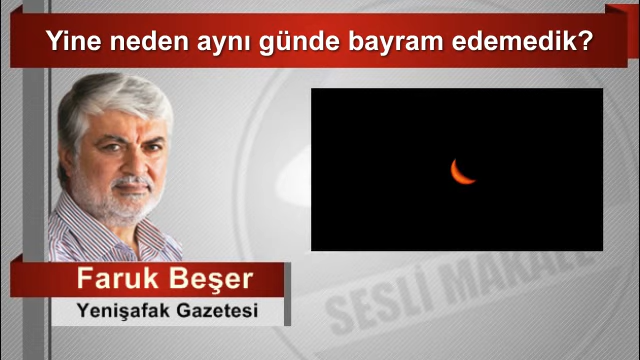 Yine neden aynı günde bayram edemedik?
Faruk Beşer
Yenişafak Gazetesi
SESLİ MAKALE